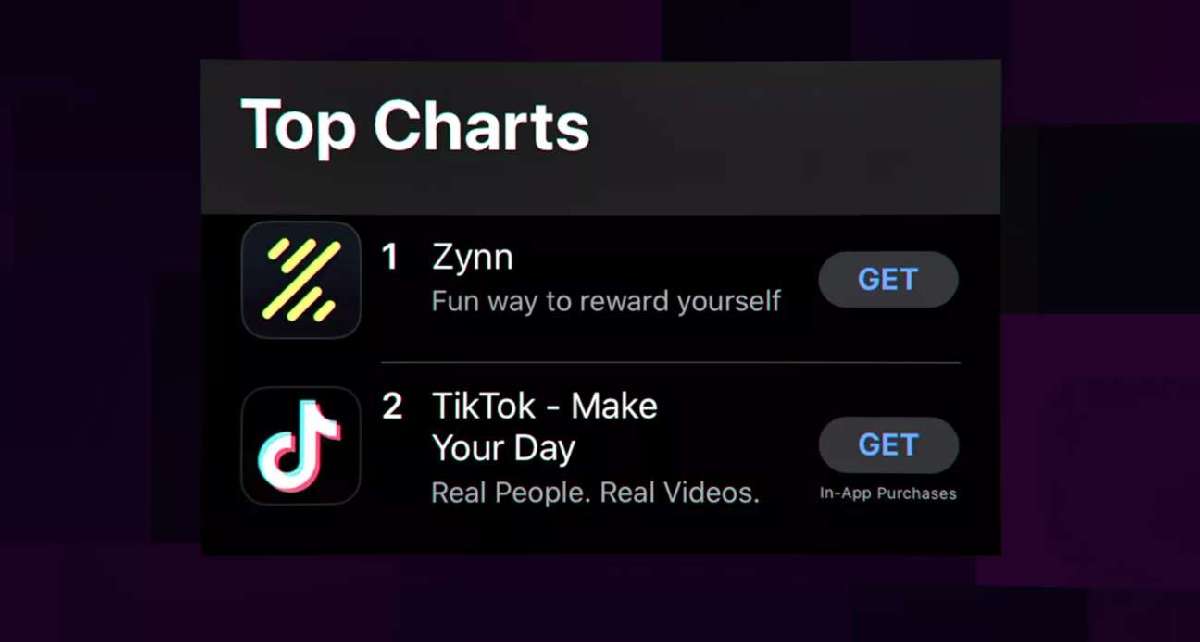 Top Charts
1 Zynn
Fun way to reward yourself
GET
2 TikTok - Make
Your Day
Real People. Real Videos.
GET
In-App Purchases